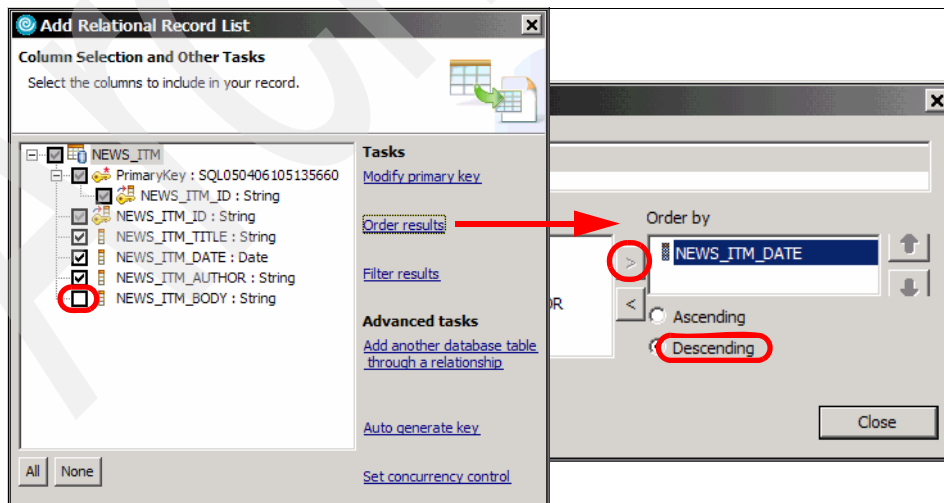 Add Relational Record List
Column Selection and Other Tasks
Select the columns to include in your record.
NEWS_ITM
PrimaryKey : SQL050406105135660
NEWS_ITM_ID : String
NEWS_ITM_ID : String
NEWS_ITM_TITLE : String
NEWS_ITM_DATE : Date
NEWS_ITM_AUTHOR : String
NEWS_ITM_BODY : String
All None
Tasks
Modify primary key
Order results
Filter results
Advanced tasks
Add another database table
through a relationship
Auto generate key
Set concurrency control
Order by
NEWS_ITM_DATE
>
<
OR
Ascending
Descending
Close